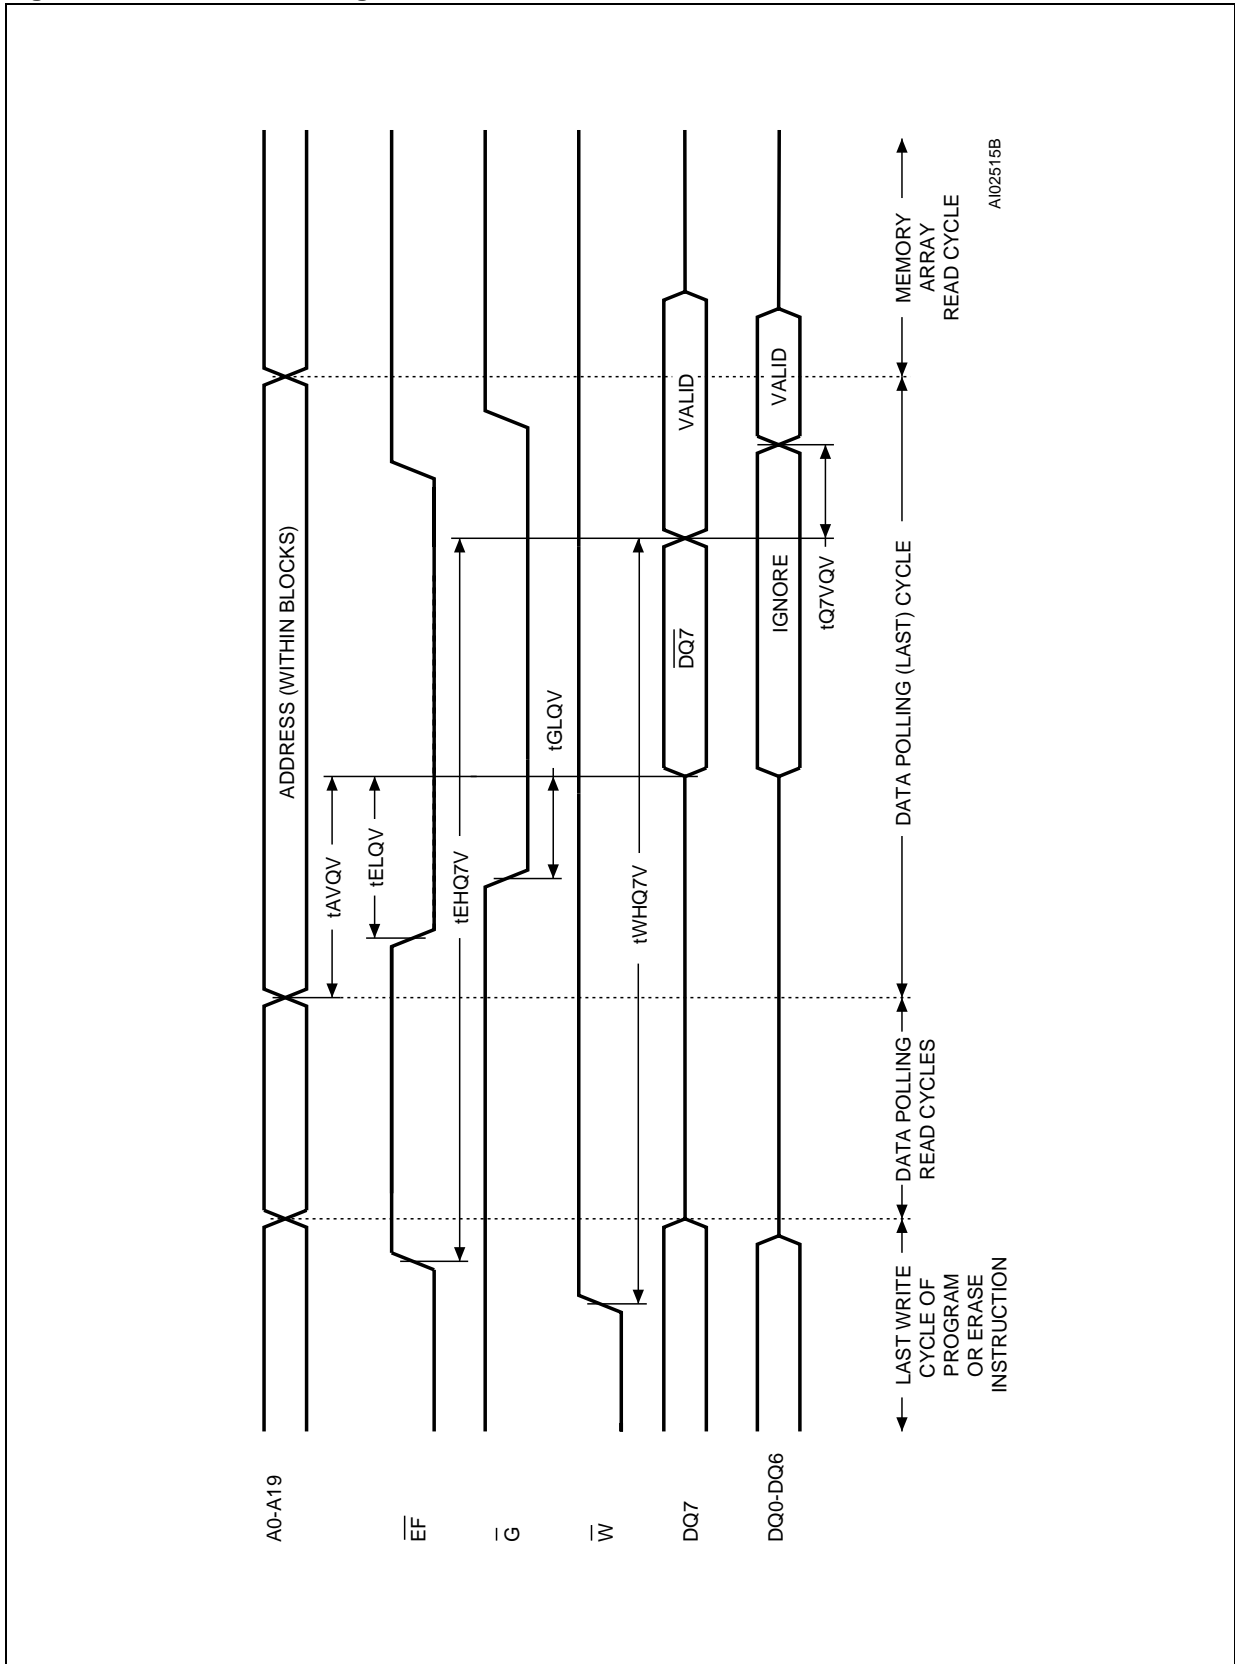 A0-A19
ADDRESS (WITHIN BLOCKS)
tAVQV
tELQV
EF
tEHQ7V
G
tGLQV
W
tWHQ7V
DQ7
DQ7
VALID
DQ0-DQ6
IGNORE
VALID
tQ7VQV
LAST WRITE
CYCLE OF
PROGRAM
OR ERASE
INSTRUCTION
DATA POLLING
READ CYCLES
DATA POLLING (LAST) CYCLE
MEMORY
ARRAY
READ CYCLE
AI02515B